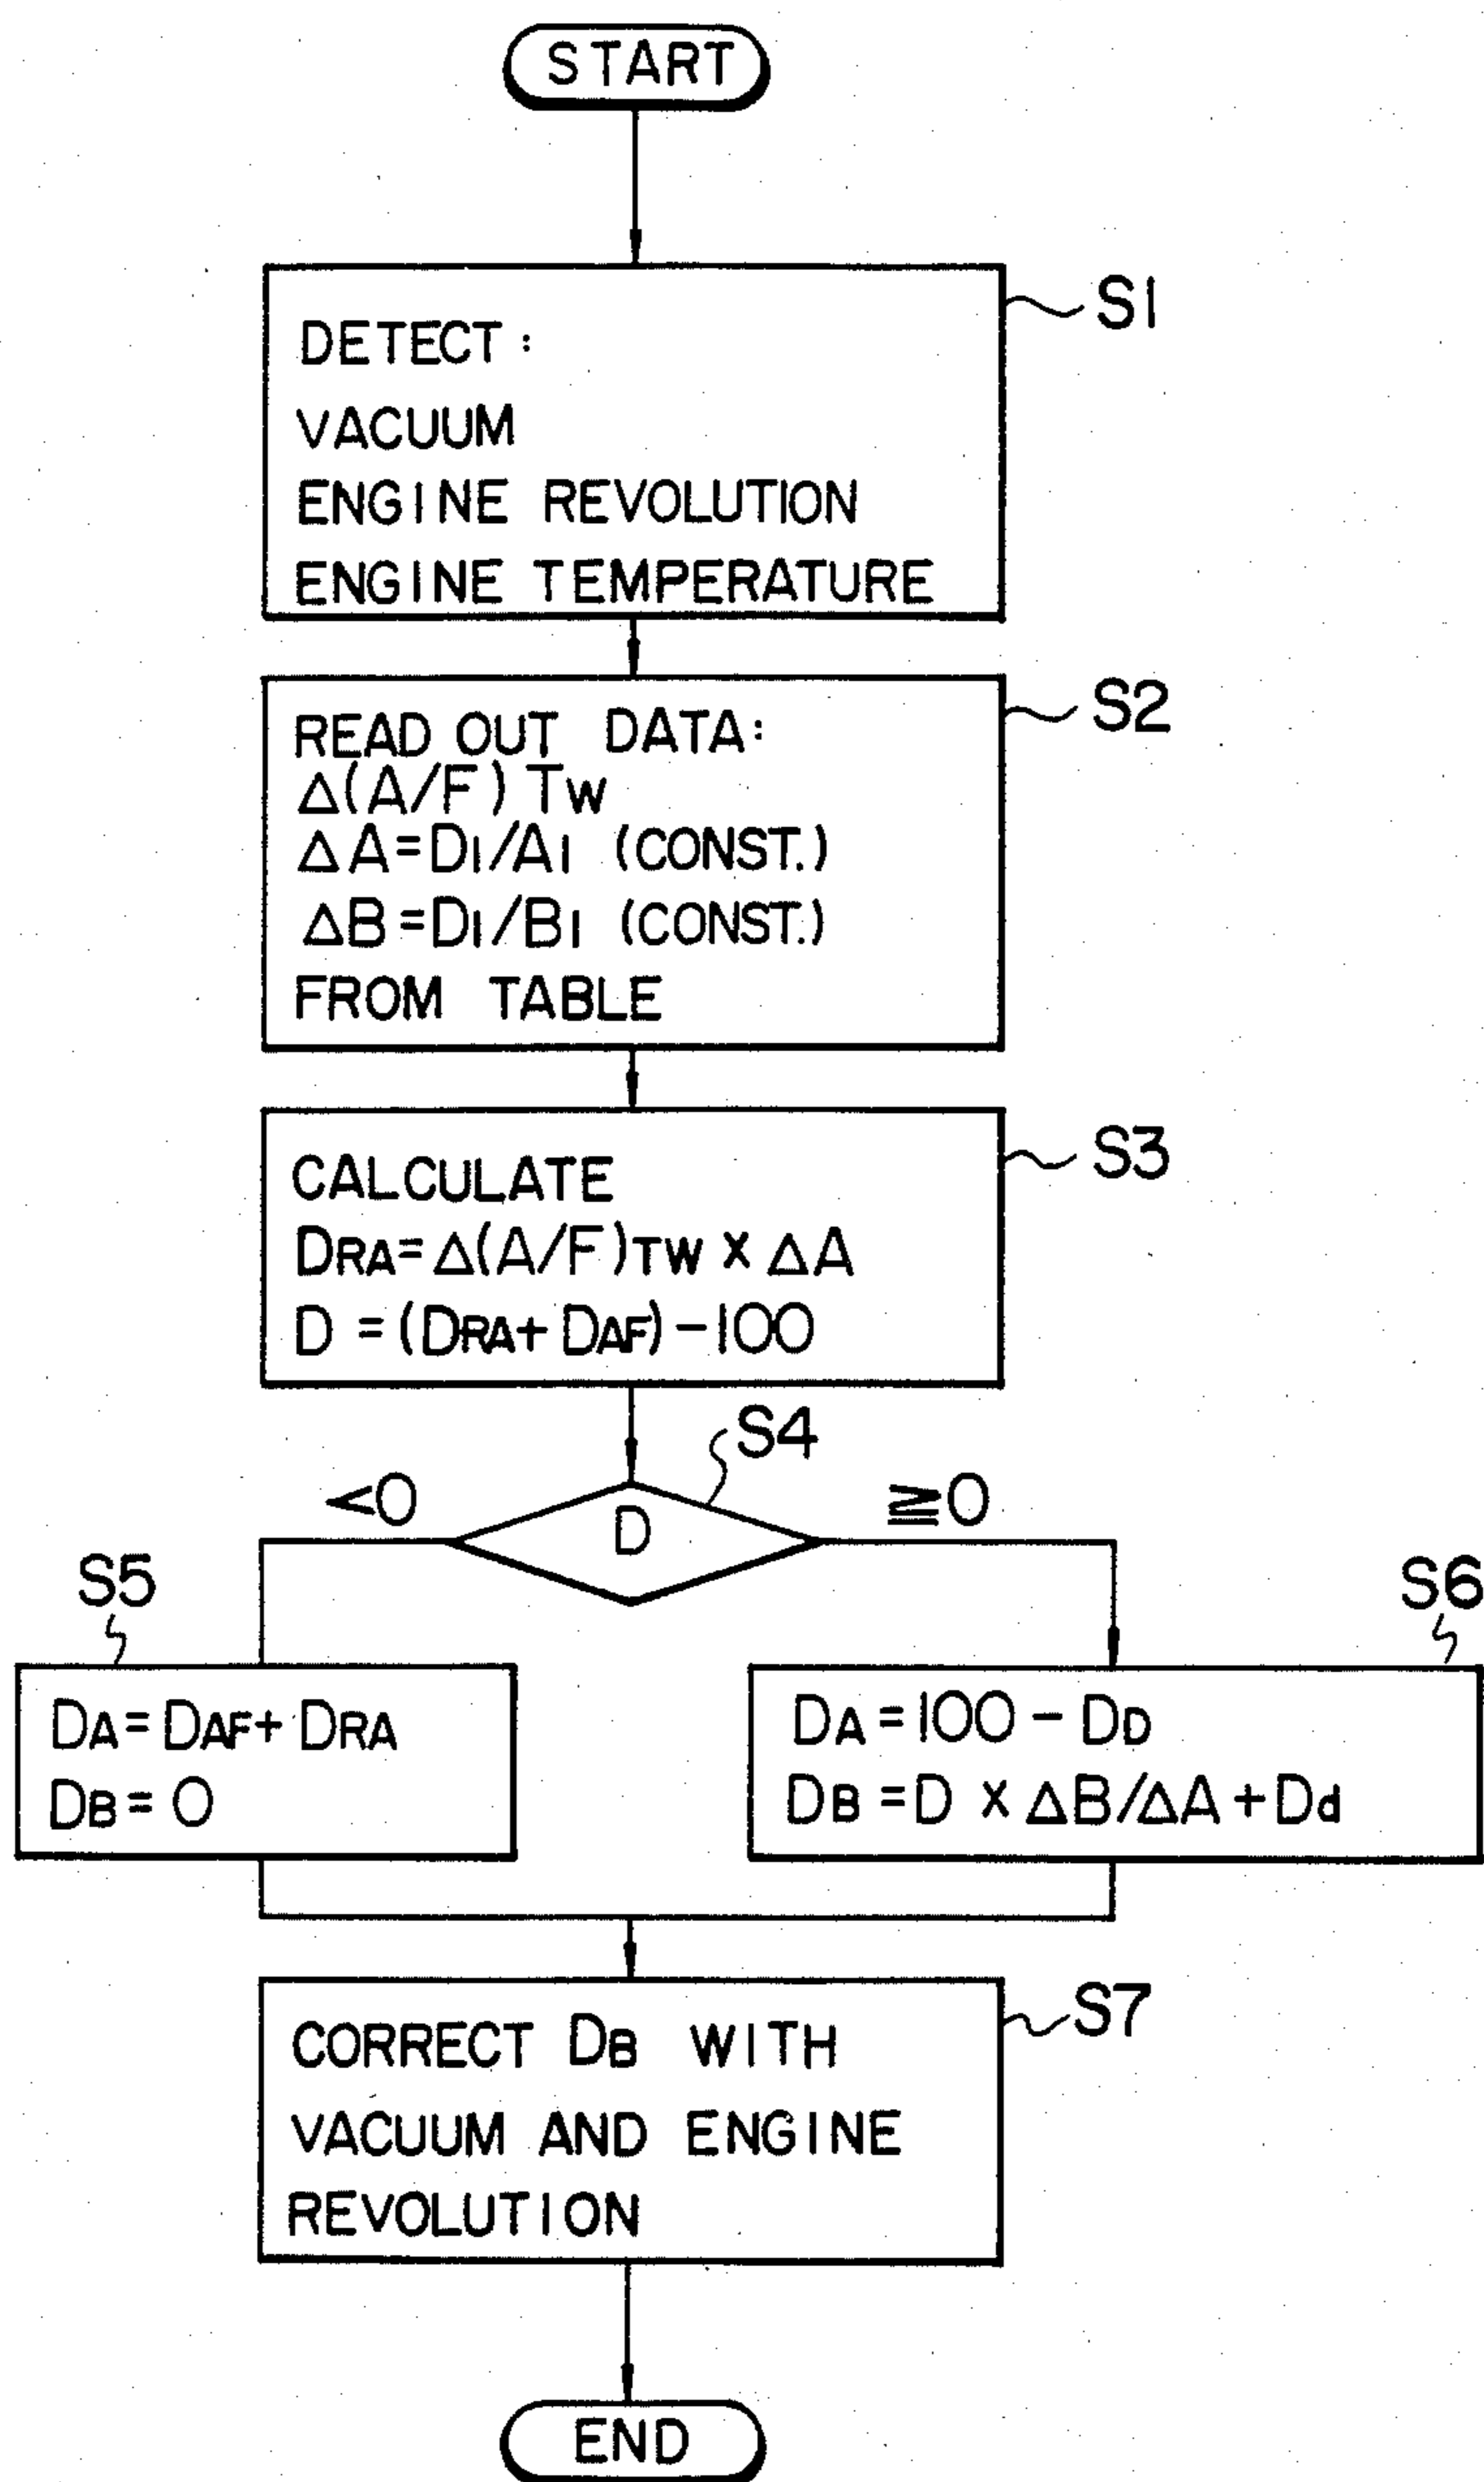 START
S1
DETECT:
VACUUM
ENGINE REVOLUTION
ENGINE TEMPERATURE
S2
READ OUT DATA:
Δ(A/F) TW
ΔA=D1/A1 (CONST.)
ΔB=D1/B1 (CONST.)
FROM TABLE
S3
CALCULATE
DRA=Δ(A/F)TW x ΔA
D =(DRA+DAF)-100
S4
<0
D
≧0
S5
DA=DAF+DRA
DB=0
S6
DA=100-DD
DB=D x ΔB/ΔA+Dd
S7
CORRECT DB WITH
VACUUM AND ENGINE
REVOLUTION
END